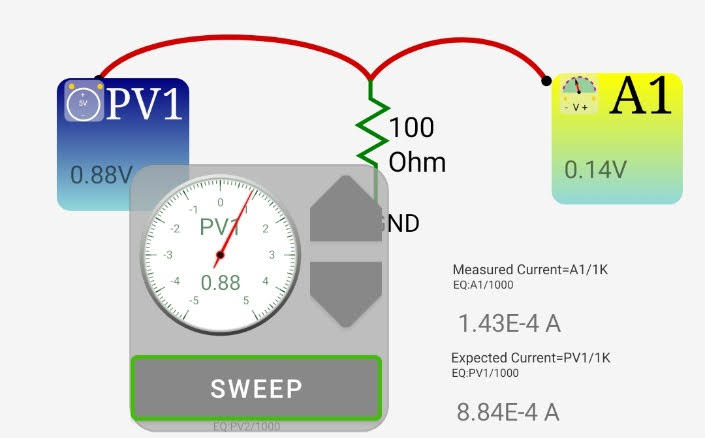 5V
PV1
0.88V
- V +
A1
0.14V
100
Ohm
GND
0
-1
1
-2
2
-3
3
-4
4
-5
5
PV1
0.88
SWEEP
EQ:PV2/1000
Measured Current=A1/1K
EQ:A1/1000
1.43E-4 A
Expected Current=PV1/1K
EQ:PV1/1000
8.84E-4 A